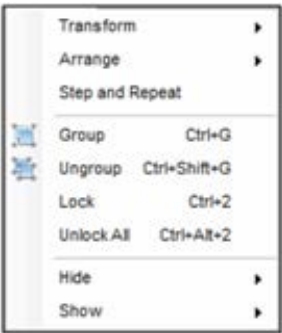 Transform
Arrange
Step and Repeat
Group Ctrl+G
Ungroup Ctrl+Shift+G
Lock Ctrl+2
Unlock All Ctrl+Alt+2
Hide
Show